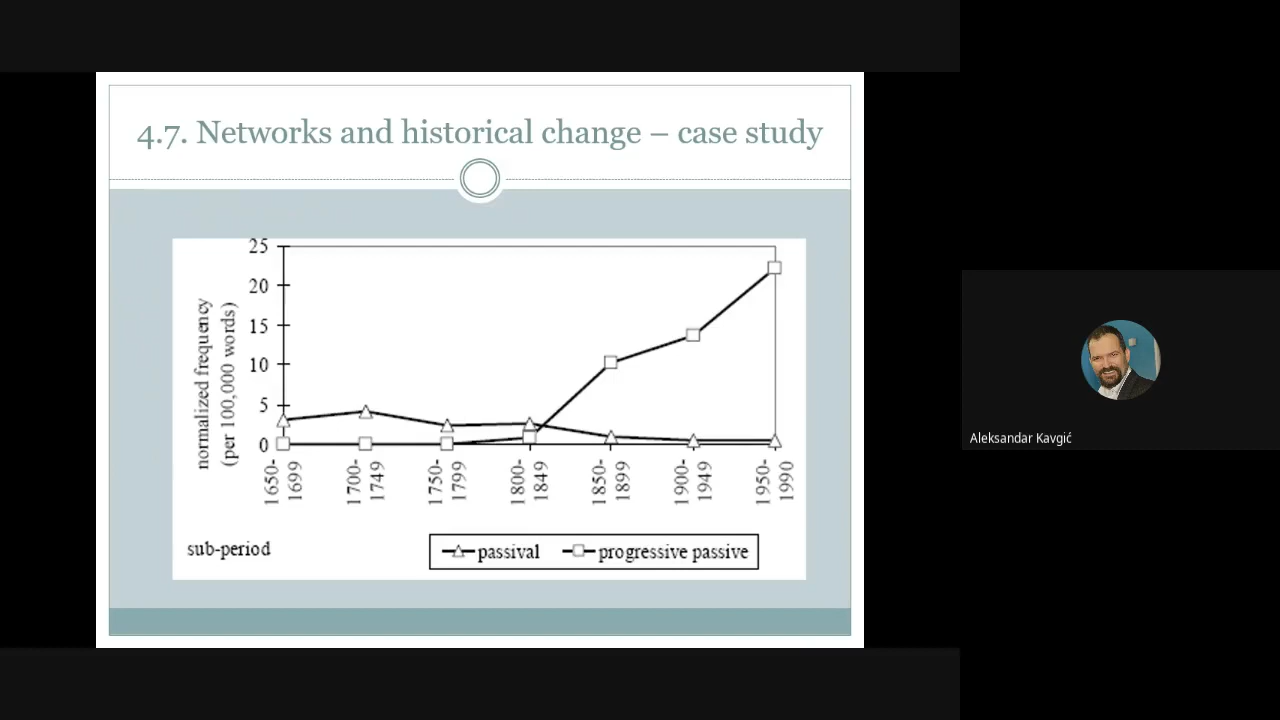 4.7. Networks and historical change – case study
normalized frequency
(per 100,000 words)
25
20
15
10
5
0
1650-
1699
1700-
1749
1750-
1799
1800-
1849
1850-
1899
1900-
1949
1950-
1990
sub-period
passival
progressive passive
Aleksandar Kavgić